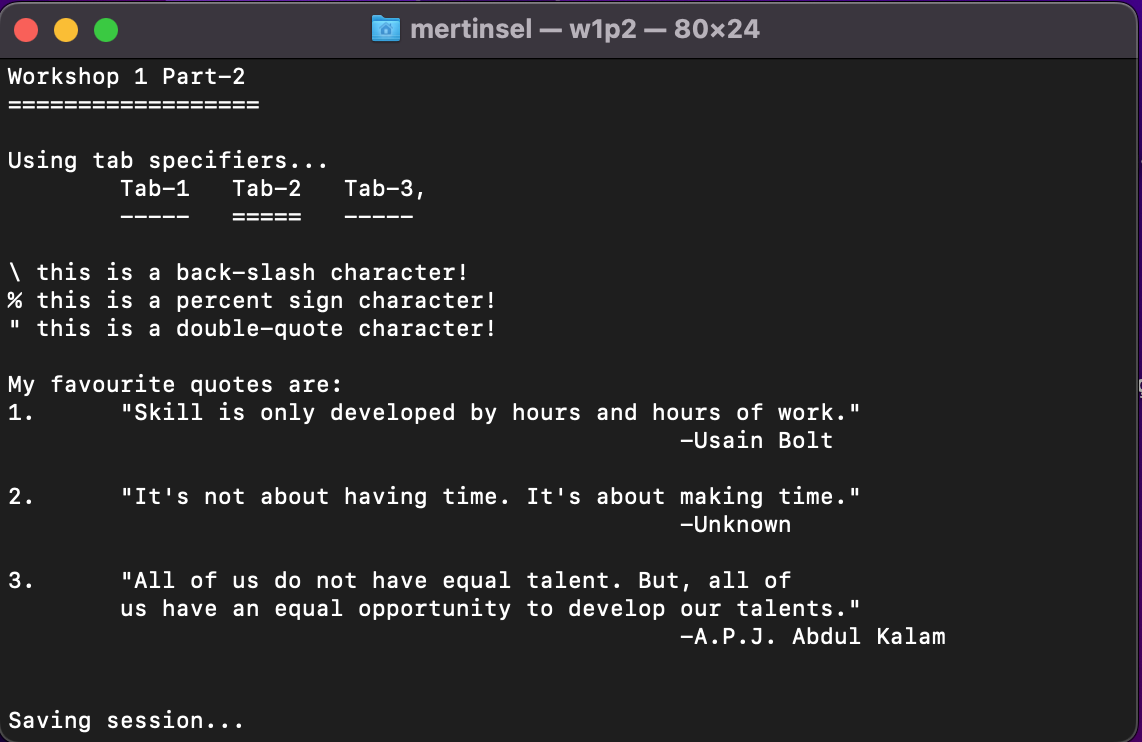 mertinsel — w1p2 — 80×24
Workshop 1 Part-2
==================
Using tab specifiers...
Tab-1 Tab-2 Tab-3,
----- ===== -----
\ this is a back-slash character!
% this is a percent sign character!
" this is a double-quote character!
My favourite quotes are:
1. "Skill is only developed by hours and hours of work."
-Usain Bolt
2. "It's not about having time. It's about making time."
-Unknown
3. "All of us do not have equal talent. But, all of
us have an equal opportunity to develop our talents."
-A.P.J. Abdul Kalam
Saving session...